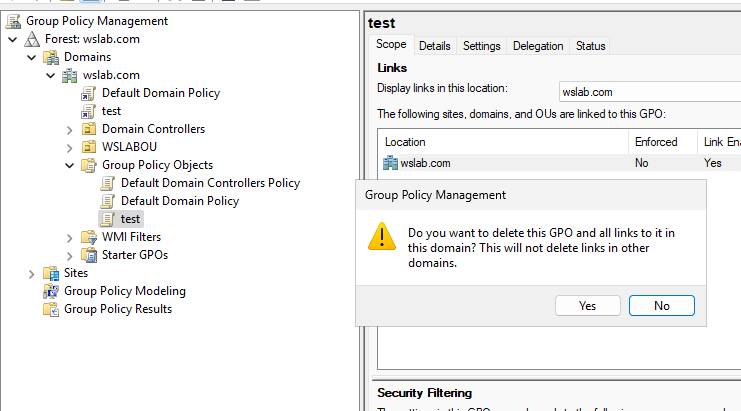 Group Policy Management
Forest: wslab.com
Domains
wslab.com
Default Domain Policy
test
Domain Controllers
WSLABOU
Group Policy Objects
Default Domain Controllers Policy
Default Domain Policy
test
WMI Filters
Starter GPOs
Sites
Group Policy Modeling
Group Policy Results
test
Scope Details Settings Delegation Status
Links
Display links in this location: wslab.com
The following sites, domains, and OUs are linked to this GPO:
Location Enforced Link Ena
wslab.com No Yes
Group Policy Management
Do you want to delete this GPO and all links to it in
this domain? This will not delete links in other
domains.
Yes No
Security Filtering